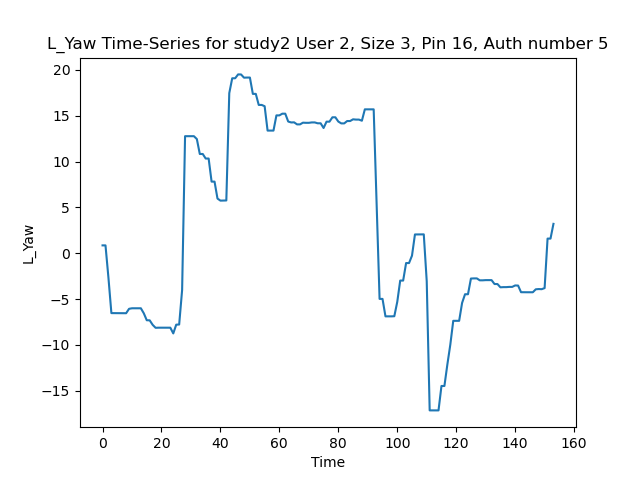 L_Yaw Time-Series for study2 User 2, Size 3, Pin 16, Auth number 5
20
15
10
5
0
−5
−10
−15
L_Yaw
0 20 40 60 80 100 120 140 160
Time